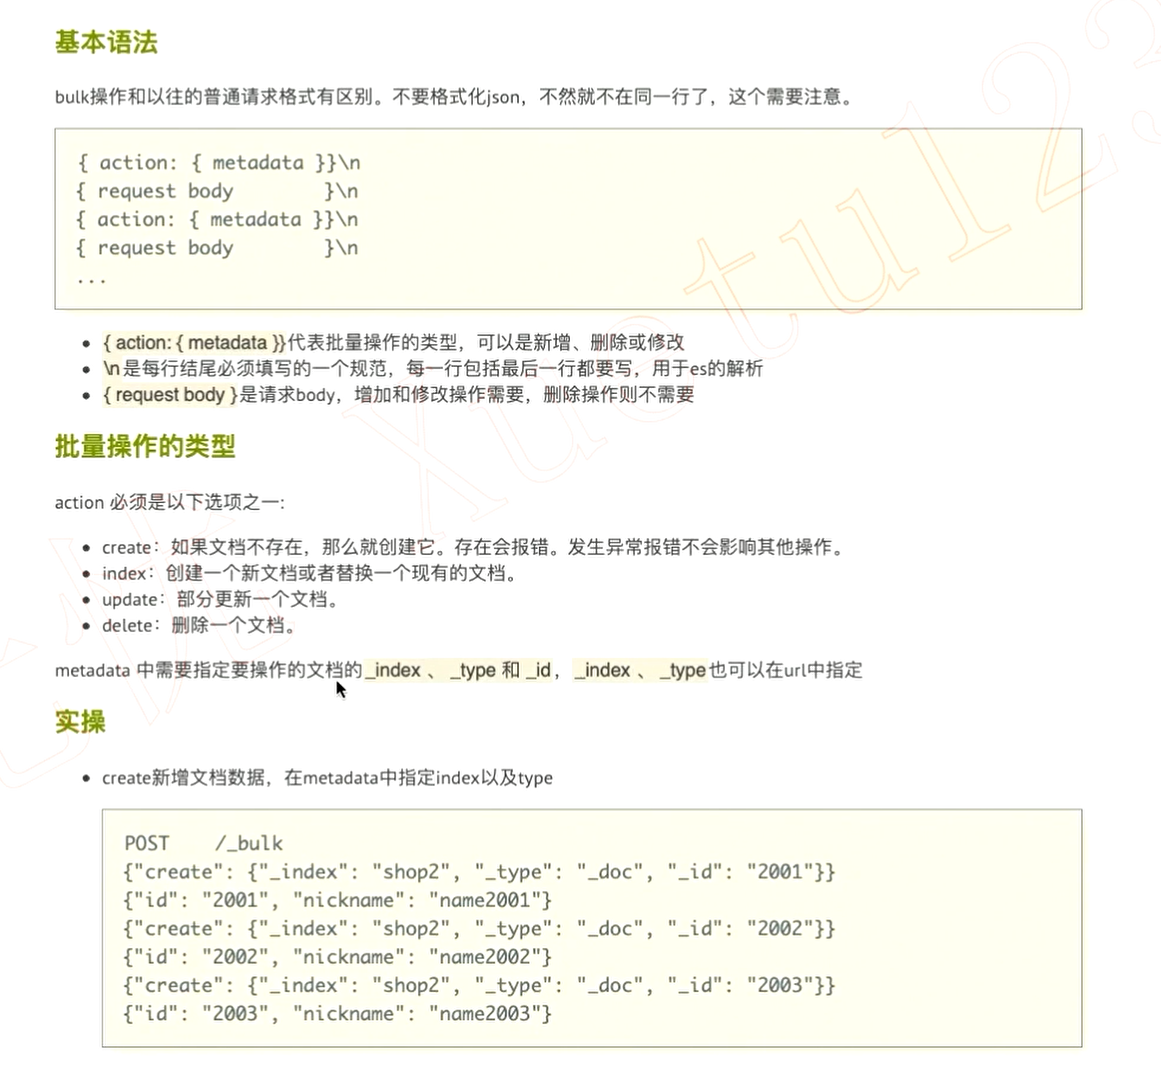 基本语法
bulk操作和以往的普通请求格式有区别。不要格式化json，不然就不在同一行了，这个需要注意。
{ action: { metadata }}\n
{ request body        }\n
{ action: { metadata }}\n
{ request body        }\n
...
{ action: { metadata }}代表批量操作的类型，可以是新增、删除或修改
\n是每行结尾必须填写的一个规范，每一行包括最后一行都要写，用于es的解析
{ request body }是请求body，增加和修改操作需要，删除操作则不需要
批量操作的类型
action 必须是以下选项之一:
create：如果文档不存在，那么就创建它。存在会报错。发生异常报错不会影响其他操作。
index：创建一个新文档或者替换一个现有的文档。
update：部分更新一个文档。
delete：删除一个文档。
metadata 中需要指定要操作的文档的_index 、 _type 和 _id，_index 、 _type也可以在url中指定
实操
create新增文档数据，在metadata中指定index以及type
POST    /_bulk
{"create": {"_index": "shop2", "_type": "_doc", "_id": "2001"}}
{"id": "2001", "nickname": "name2001"}
{"create": {"_index": "shop2", "_type": "_doc", "_id": "2002"}}
{"id": "2002", "nickname": "name2002"}
{"create": {"_index": "shop2", "_type": "_doc", "_id": "2003"}}
{"id": "2003", "nickname": "name2003"}